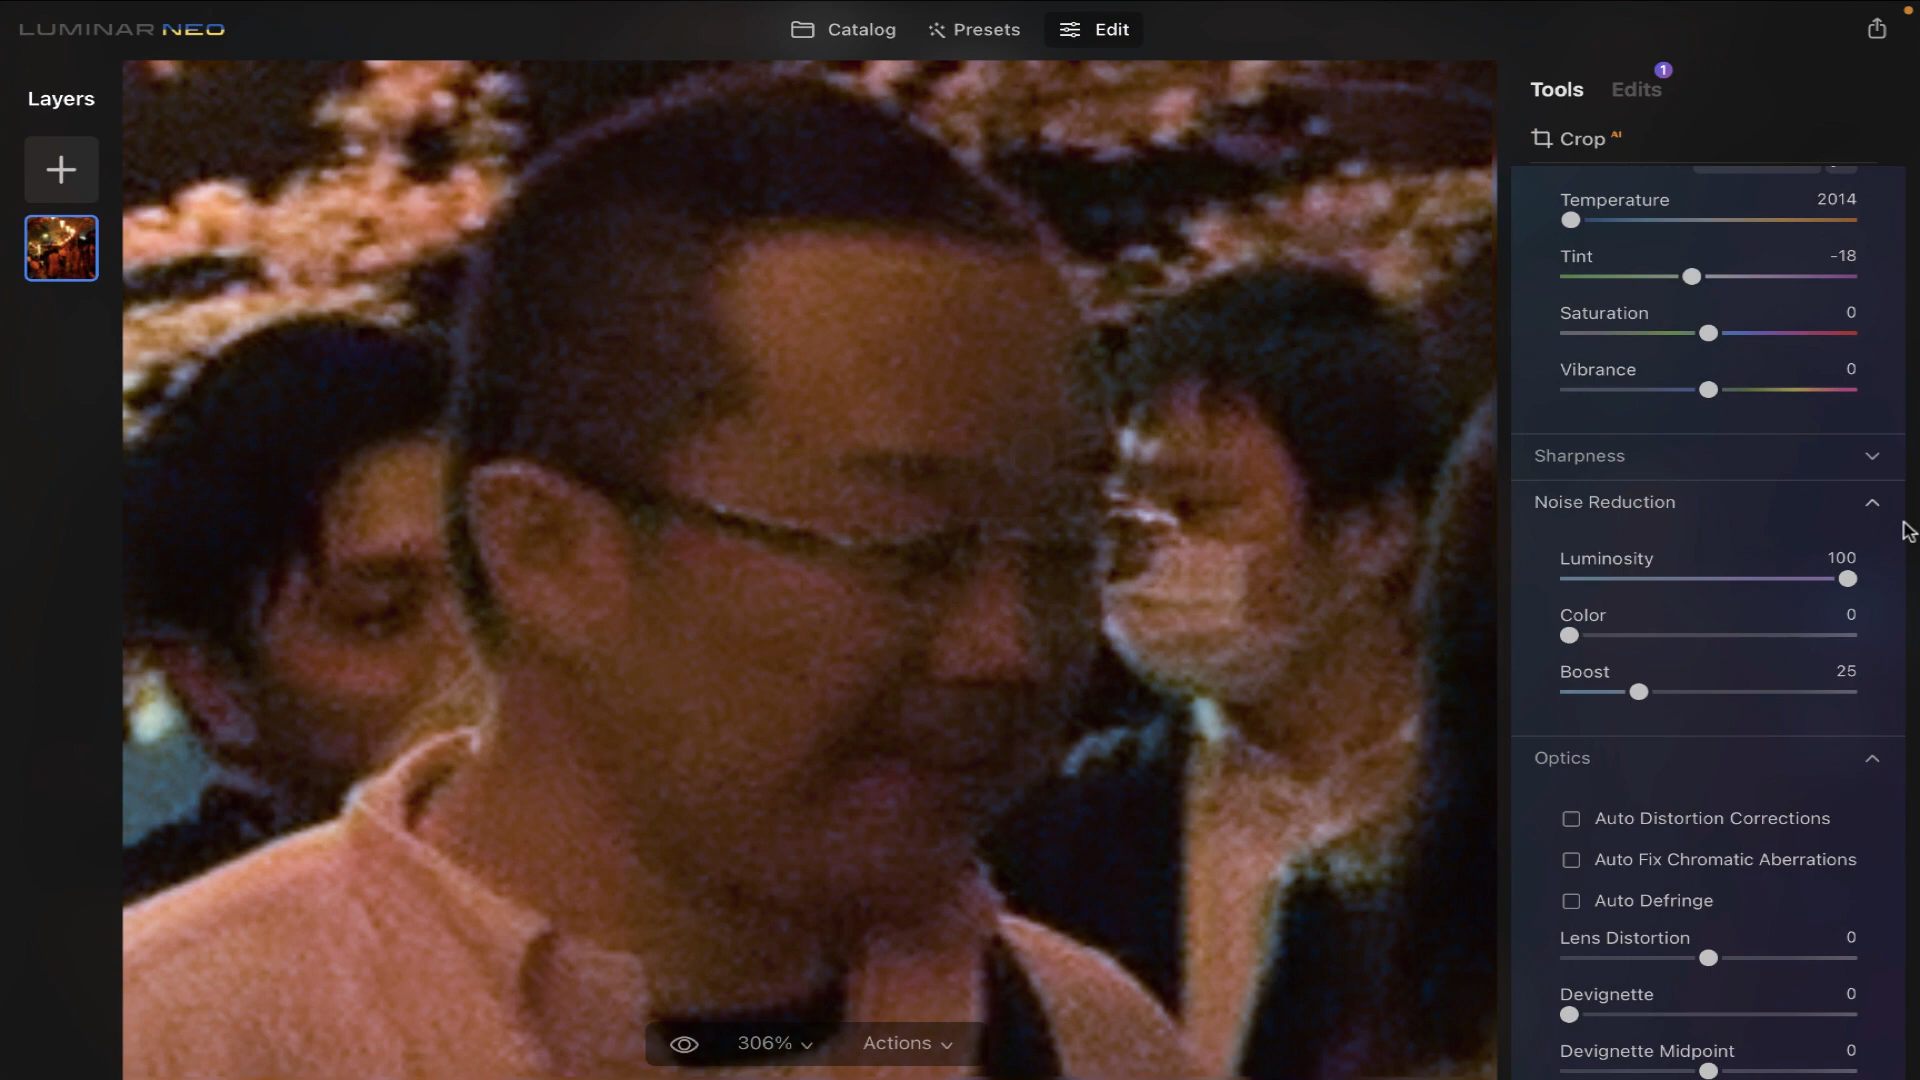 LUMINAR NEO
Catalog
Presets
Edit
Layers
Tools
Edits
1
Crop AI
Temperature 2014
Tint -18
Saturation 0
Vibrance 0
Sharpness
Noise Reduction
Luminosity 100
Color 0
Boost 25
Optics
Auto Distortion Corrections
Auto Fix Chromatic Aberrations
Auto Defringe
Lens Distortion 0
Devignette 0
Devignette Midpoint 0
306%
Actions